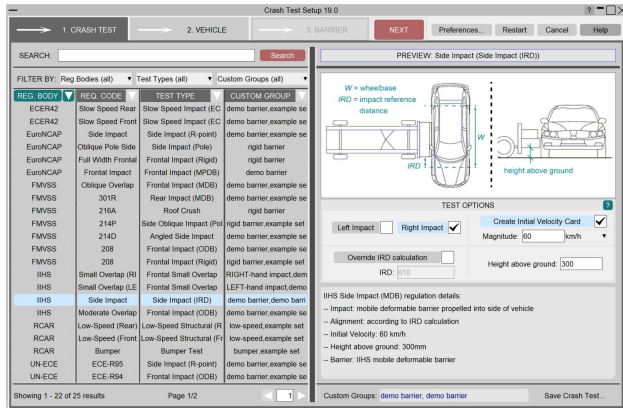 Crash Test Setup 19.0
?
1. CRASH TEST
2. VEHICLE
3. BARRIER
NEXT
Preferences...
Restart
Cancel
Help
SEARCH:
Search
FILTER BY: Reg.Bodies (all) Test Types (all) Custom Groups (all)
REG. BODY REQ. CODE TEST TYPE CUSTOM GROUP
ECER42 Slow Speed Rear Slow Speed Impact (EC demo barrier,example se
ECER42 Slow Speed Front Slow Speed Impact (EC demo barrier,example se
EuroNCAP Side Impact Side Impact (R-point) demo barrier,example se
EuroNCAP Oblique Pole Side Side Impact (Pole) rigid barrier
EuroNCAP Full Width Frontal Frontal Impact (Rigid) rigid barrier
EuroNCAP Frontal Impact Frontal Impact (MPDB) demo barrier
FMVSS Oblique Overlap Frontal Impact (MDB) demo barrier,example se
FMVSS 301R Rear Impact (MDB) demo barrier,example se
FMVSS 216A Roof Crush rigid barrier
FMVSS 214P Side Oblique Impact (Pol rigid barrier,example set
FMVSS 214D Angled Side Impact demo barrier,example se
FMVSS 208 Frontal Impact (ODB) demo barrier,example se
FMVSS 208 Frontal Impact (Rigid) rigid barrier,example set
IIHS Small Overlap (RI Frontal Small Overlap RIGHT-hand impact,dem
IIHS Small Overlap (LE Frontal Small Overlap LEFT-hand impact,demo
IIHS Side Impact Side Impact (IRD) demo barrier,demo barri
IIHS Moderate Overlap Frontal Impact (ODB) demo barrier,example se
RCAR Low-Speed (Rear) Low-Speed Structural (R low-speed,example set
RCAR Low-Speed (Front Low-Speed Structural (Fr low-speed,example set
RCAR Bumper Bumper Test bumper,example set
UN-ECE ECE-R95 Side Impact (R-point) demo barrier,example se
UN-ECE ECE-R94 Frontal Impact (ODB) demo barrier,example se
Showing 1 - 22 of 25 results
Page 1/2
1
PREVIEW: Side Impact (Side Impact (IRD))
W = wheelbase
IRD = impact reference
distance
W
IRD
height above ground
TEST OPTIONS
?
Left Impact
Right Impact
Create Initial Velocity Card
Magnitude: 60 km/h
Override IRD calculation
IRD: 610
Height above ground: 300
IIHS Side Impact (MDB) regulation details:
-- Impact: mobile deformable barrier propelled into side of vehicle
-- Alignment: according to IRD calculation
-- Initial Velocity: 60 km/h
-- Height above ground: 300mm
-- Barrier: IIHS mobile deformable barrier
Custom Groups: demo barrier, demo barrier
Save Crash Test...